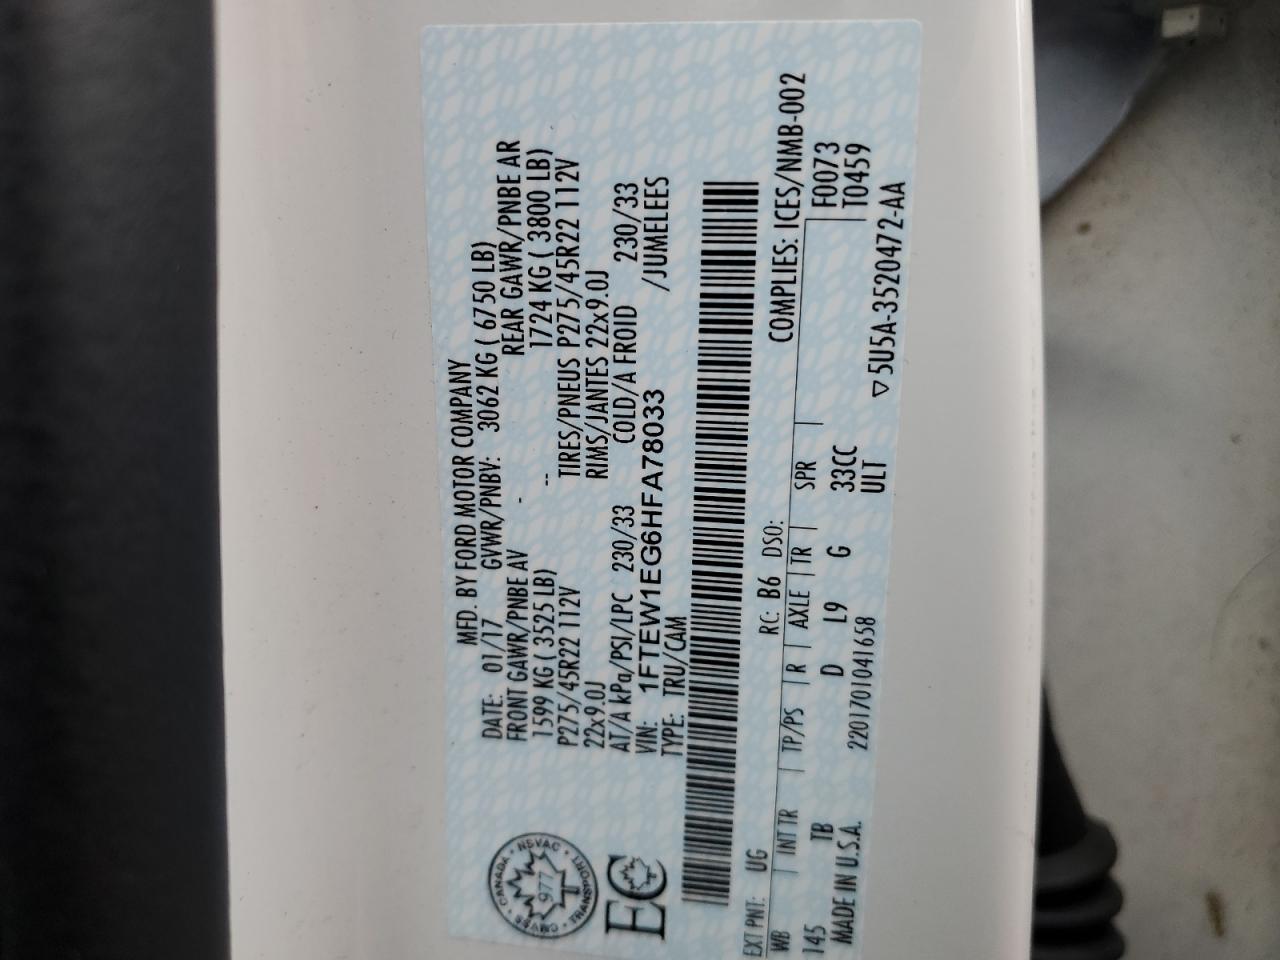 MFD. BY FORD MOTOR COMPANY
DATE: 01/17 GVWR/PNBV: 3062 KG ( 6750 LB)
FRONT GAWR/PNBE AV - REAR GAWR/PNBE AR
1599 KG ( 3525 LB) -- 1724 KG ( 3800 LB)
P275/45R22 112V TIRES/PNEUS P275/45R22 112V
22x9.0J RIMS/JANTES 22x9.0J
AT/A kPa/PSI/LPC 230/33 COLD/A FROID 230/33
VIN: 1FTEW1EG6HFA78033 /JUMELEES
TYPE: TRU/CAM
CANADA · NSVAC · TRANSPORT · CMVSS ·
977
EC
COMPLIES: ICES/NMB-002
EXT PNT: UG RC: B6 DSO:
WB INT TR TP/PS R AXLE TR SPR F0073
145 TB D L9 G 33CC T0459
MADE IN U.S.A. 220170104165​8 ULT
▽5U5A-3520472-AA